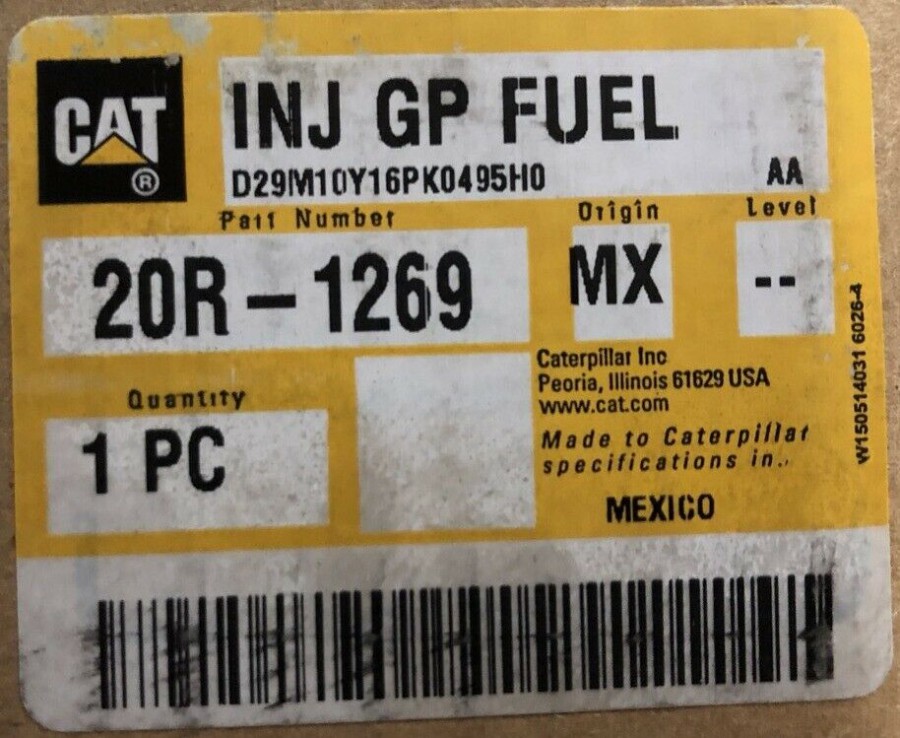 CAT
®
INJ GP FUEL
D29M10Y16PK0495H0
AA
Part Number
Origin
Level
20R-1269
MX
--
Caterpillar Inc
Peoria, Illinois 61629 USA
www.cat.com
Quantity
1 PC
Made to Caterpillar
specifications in..
MEXICO
W150514031 6026-4